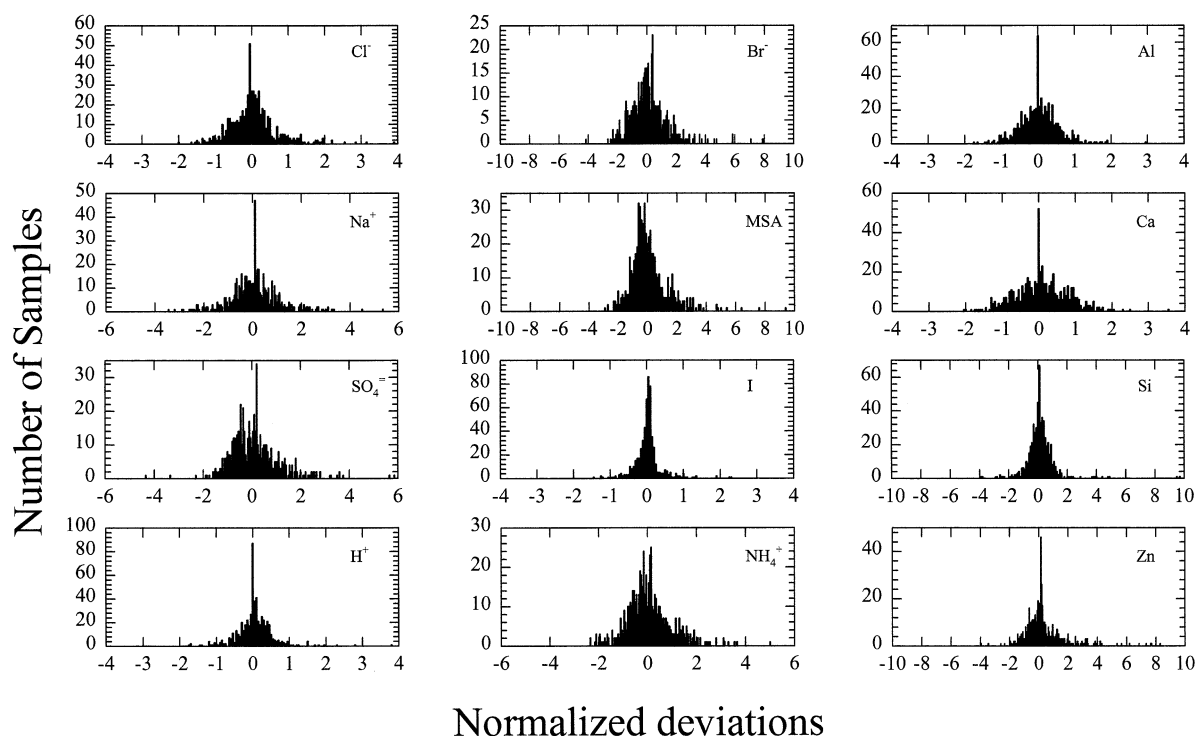 Number of Samples
60
50
40
30
20
10
0
Cl-
-4 -3 -2 -1 0 1 2 3 4
25
20
15
10
5
0
Br-
-10 -8 -6 -4 -2 0 2 4 6 8 10
60
40
20
0
Al
-4 -3 -2 -1 0 1 2 3 4
50
40
30
20
10
0
Na+
-6 -4 -2 0 2 4 6
30
20
10
0
MSA
-10 -8 -6 -4 -2 0 2 4 6 8 10
60
40
20
0
Ca
-4 -3 -2 -1 0 1 2 3 4
30
20
10
0
SO4=
-6 -4 -2 0 2 4 6
100
80
60
40
20
0
I
-4 -3 -2 -1 0 1 2 3 4
60
40
20
0
Si
-10 -8 -6 -4 -2 0 2 4 6 8 10
100
80
60
40
20
0
H+
-4 -3 -2 -1 0 1 2 3 4
30
20
10
0
NH4+
-6 -4 -2 0 2 4 6
40
20
0
Zn
-10 -8 -6 -4 -2 0 2 4 6 8 10
Normalized deviations